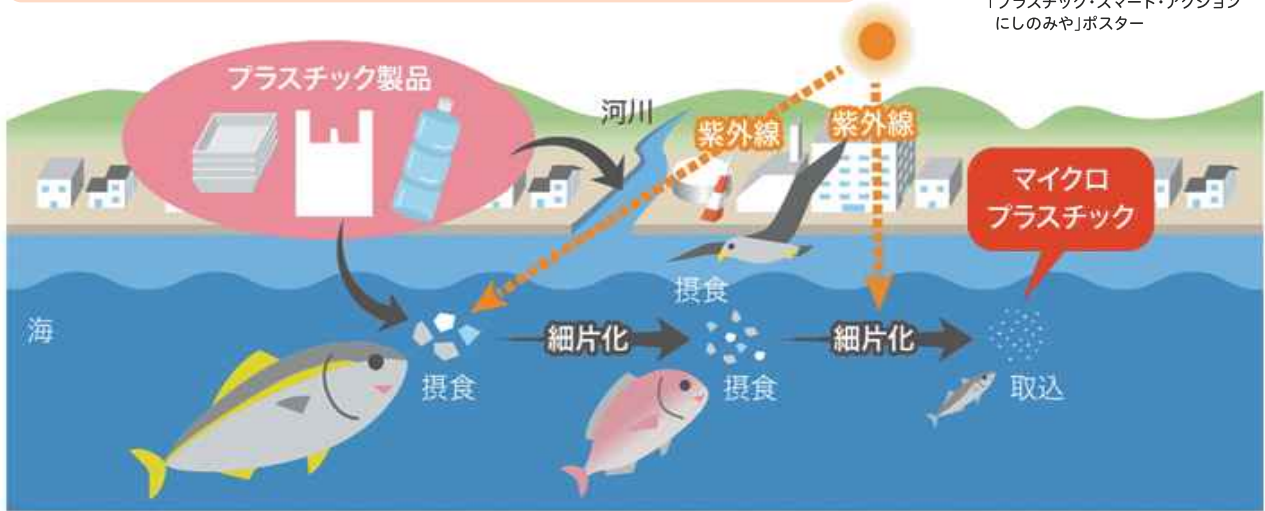 「プラスチック・スマート・アクション
にしのみや」ポスター
プラスチック製品
河川
紫外線
紫外線
マイクロ
プラスチック
摂食
海
細片化
細片化
摂食
摂食
取込